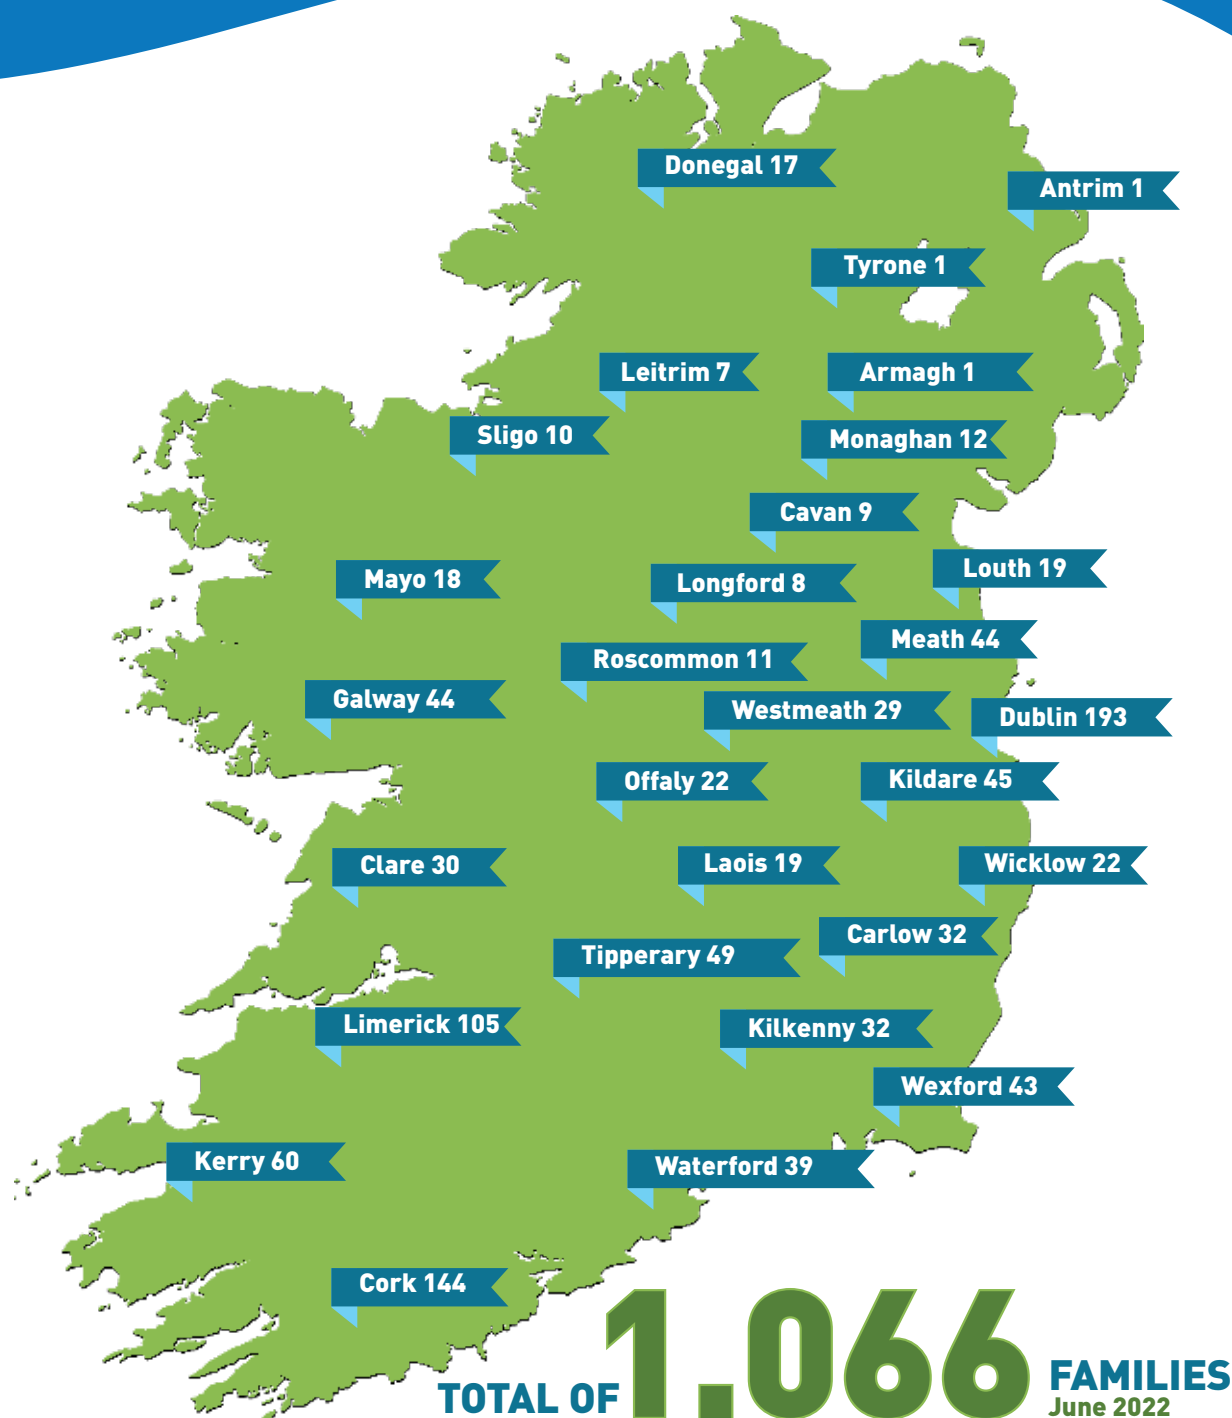 Donegal 17
Antrim 1
Tyrone 1
Leitrim 7
Armagh 1
Sligo 10
Monaghan 12
Cavan 9
Louth 19
Mayo 18
Longford 8
Meath 44
Roscommon 11
Galway 44
Westmeath 29
Dublin 193
Offaly 22
Kildare 45
Clare 30
Laois 19
Wicklow 22
Carlow 32
Tipperary 49
Limerick 105
Kilkenny 32
Wexford 43
Kerry 60
Waterford 39
Cork 144
TOTAL OF 1.066 FAMILIES
June 2022